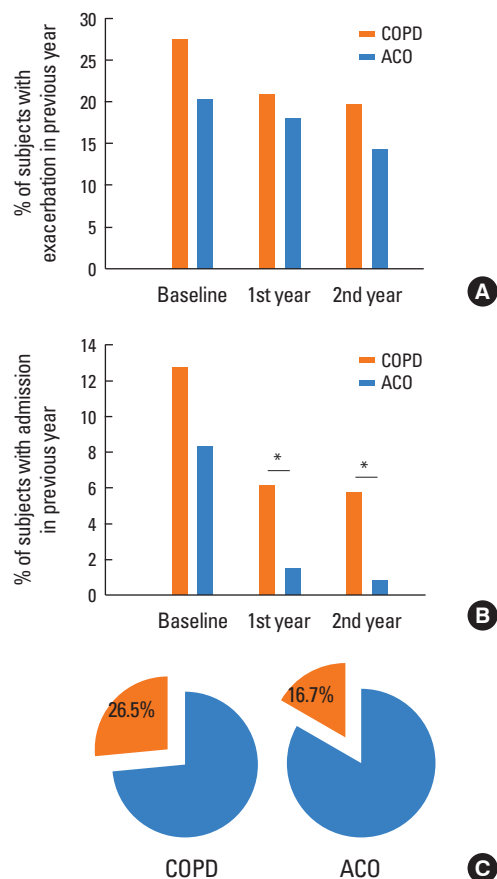 % of subjects with
exacerbation in previous year
30
25
20
15
10
5
0
COPD
ACO
Baseline
1st year
2nd year
A
% of subjects with admission
in previous year
14
12
10
8
6
4
2
0
COPD
ACO
*
*
Baseline
1st year
2nd year
B
26.5%
16.7%
COPD
ACO
C